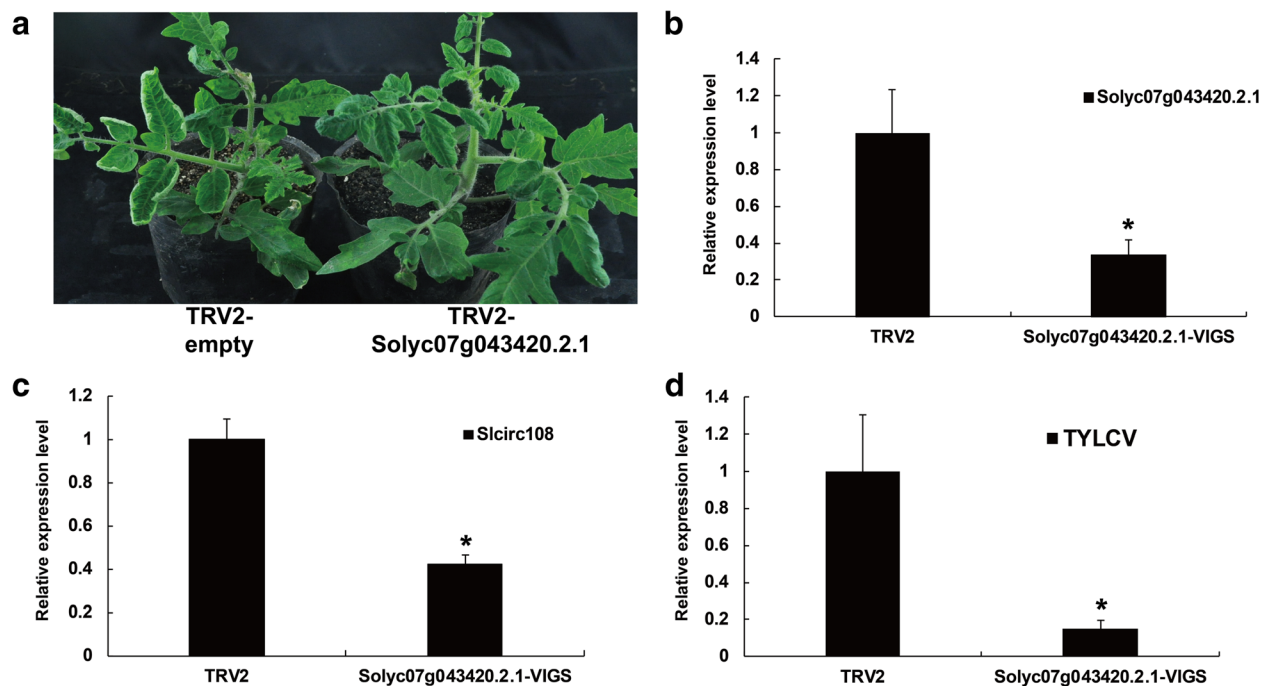 a
TRV2-
empty
TRV2-
Solyc07g043420.2.1
b
Relative expression level
1.4
1.2
1
0.8
0.6
0.4
0.2
0
Solyc07g043420.2.1
*
TRV2
Solyc07g043420.2.1-VIGS
c
Relative expression level
1.2
1
0.8
0.6
0.4
0.2
0
Slcirc108
*
TRV2
Solyc07g043420.2.1-VIGS
d
Relative expression level
1.4
1.2
1
0.8
0.6
0.4
0.2
0
TYLCV
*
TRV2
Solyc07g043420.2.1-VIGS